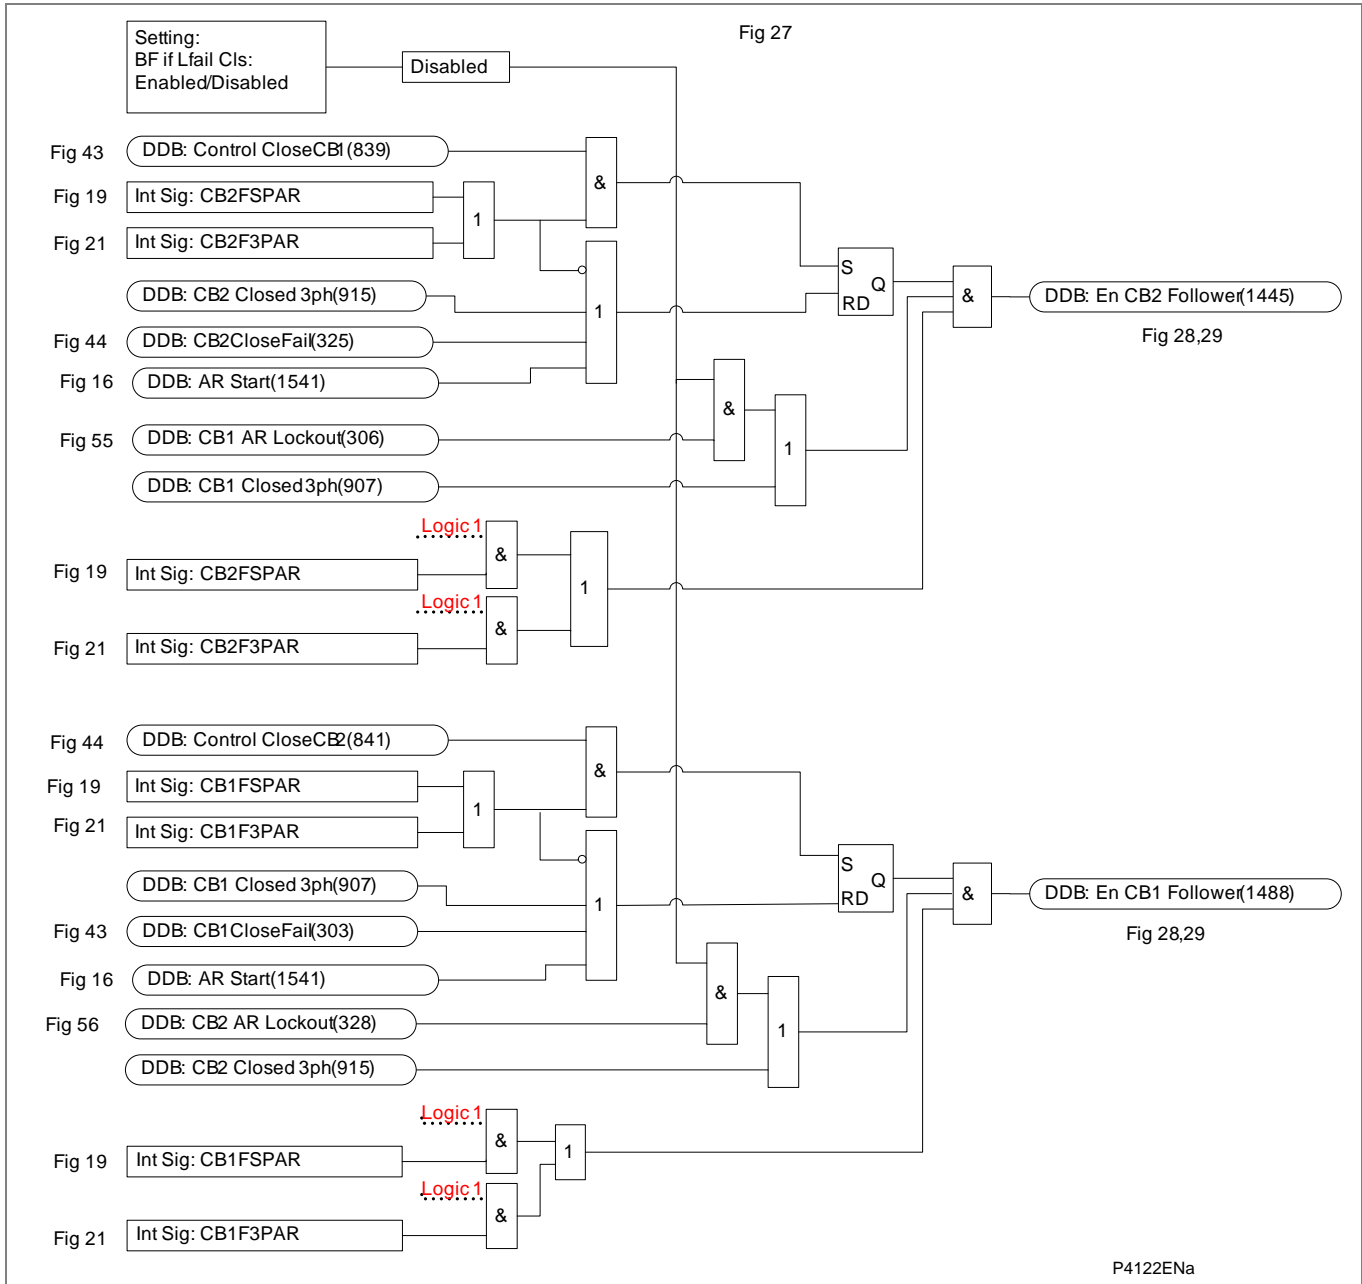 Fig 27
Setting:
BF if Lfail Cls:
Enabled/Disabled
Disabled
Fig 43
DDB: Control CloseCB1(839)
&
Fig 19
Int Sig: CB2FSPAR
1
Fig 21
Int Sig: CB2F3PAR
DDB: CB2 Closed 3ph(915)
1
S
Q
RD
&
DDB: En CB2 Follower(1445)
Fig 28,29
Fig 44
DDB: CB2CloseFail(325)
Fig 16
DDB: AR Start(1541)
&
Fig 55
DDB: CB1 AR Lockout(306)
1
DDB: CB1 Closed 3ph(907)
Logic 1
&
Fig 19
Int Sig: CB2FSPAR
1
Logic 1
&
Fig 21
Int Sig: CB2F3PAR
Fig 44
DDB: Control CloseCB2(841)
&
Fig 19
Int Sig: CB1FSPAR
1
Fig 21
Int Sig: CB1F3PAR
DDB: CB1 Closed 3ph(907)
1
S
Q
RD
&
DDB: En CB1 Follower(1488)
Fig 28,29
Fig 43
DDB: CB1CloseFail(303)
Fig 16
DDB: AR Start(1541)
&
Fig 56
DDB: CB2 AR Lockout(328)
1
DDB: CB2 Closed 3ph(915)
Logic 1
&
Fig 19
Int Sig: CB1FSPAR
1
Logic 1
&
Fig 21
Int Sig: CB1F3PAR
P4122ENa